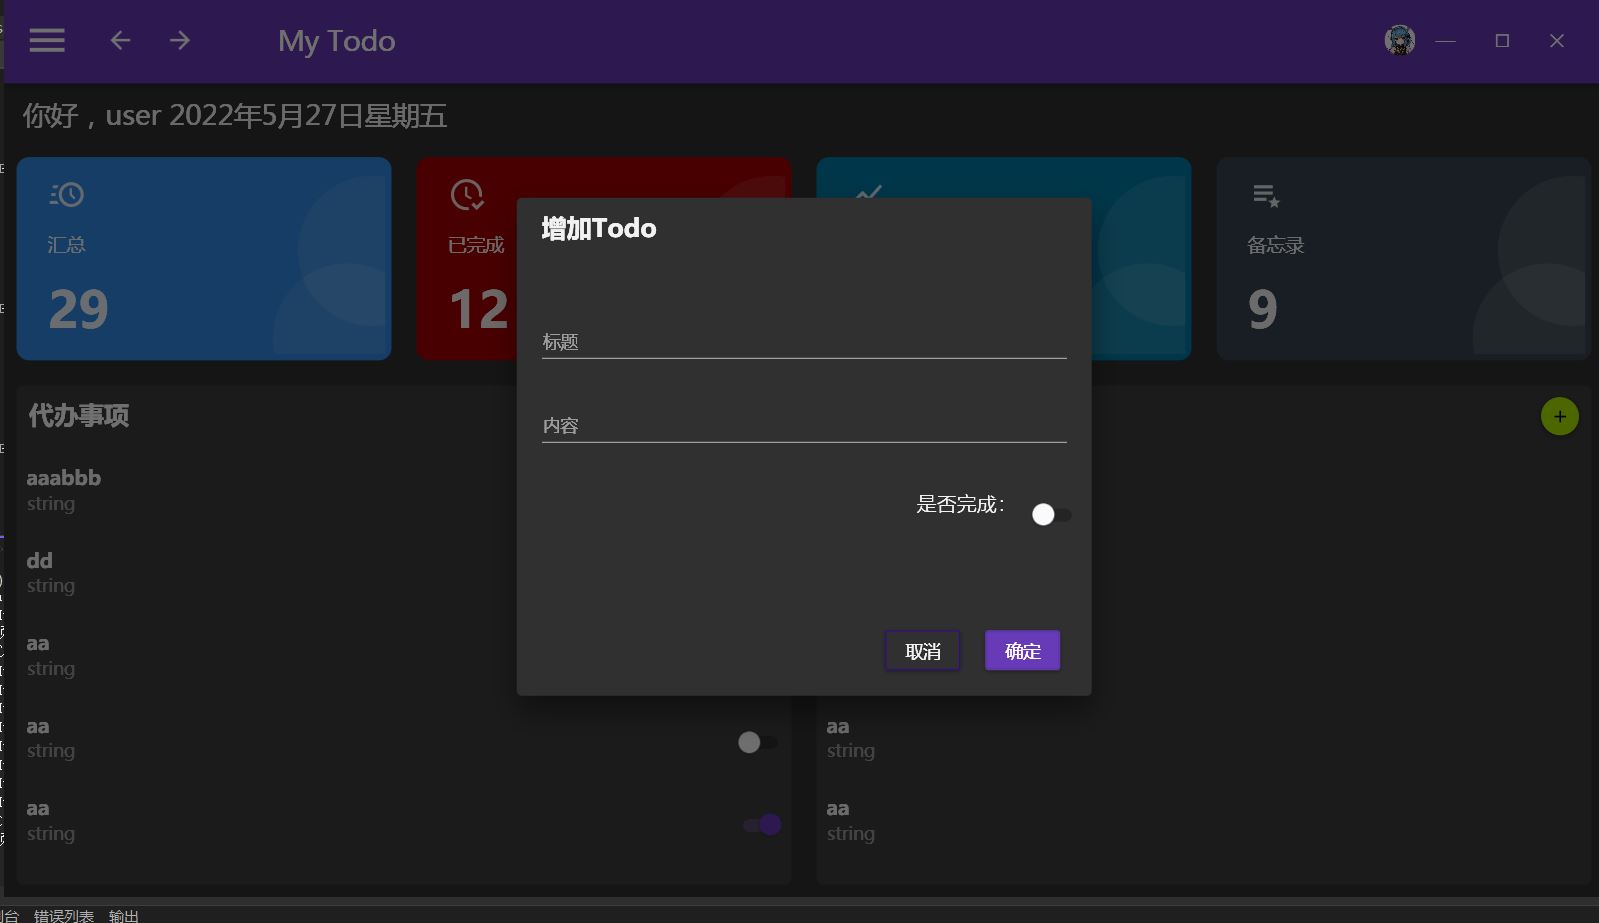 My Todo
你好，user 2022年5月27日星期五
汇总
29
已完成
12
备忘录
9
增加Todo
标题
内容
是否完成：
取消
确定
代办事项
aaabbb
string
dd
string
aa
string
aa
string
aa
string
aa
string
aa
string
错误列表
输出